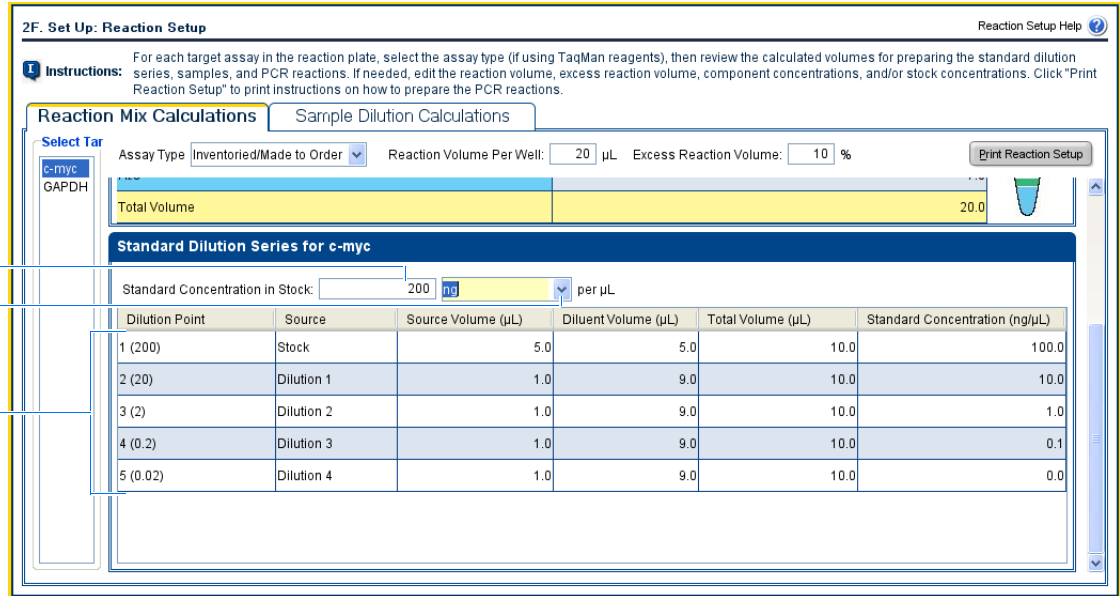 2F. Set Up: Reaction Setup
Reaction Setup Help
Instructions: For each target assay in the reaction plate, select the assay type (if using TaqMan reagents), then review the calculated volumes for preparing the standard dilution
series, samples, and PCR reactions. If needed, edit the reaction volume, excess reaction volume, component concentrations, and/or stock concentrations. Click "Print
Reaction Setup" to print instructions on how to prepare the PCR reactions.
Reaction Mix Calculations Sample Dilution Calculations
Select Tar
Assay Type Inventoried/Made to Order Reaction Volume Per Well: 20 µL Excess Reaction Volume: 10 % Print Reaction Setup
c-myc
GAPDH
Total Volume 20.0
Standard Dilution Series for c-myc
Standard Concentration in Stock: 200 ng per µL
Dilution Point Source Source Volume (µL) Diluent Volume (µL) Total Volume (µL) Standard Concentration (ng/µL)
1 (200) Stock 5.0 5.0 10.0 100.0
2 (20) Dilution 1 1.0 9.0 10.0 10.0
3 (2) Dilution 2 1.0 9.0 10.0 1.0
4 (0.2) Dilution 3 1.0 9.0 10.0 0.1
5 (0.02) Dilution 4 1.0 9.0 10.0 0.0